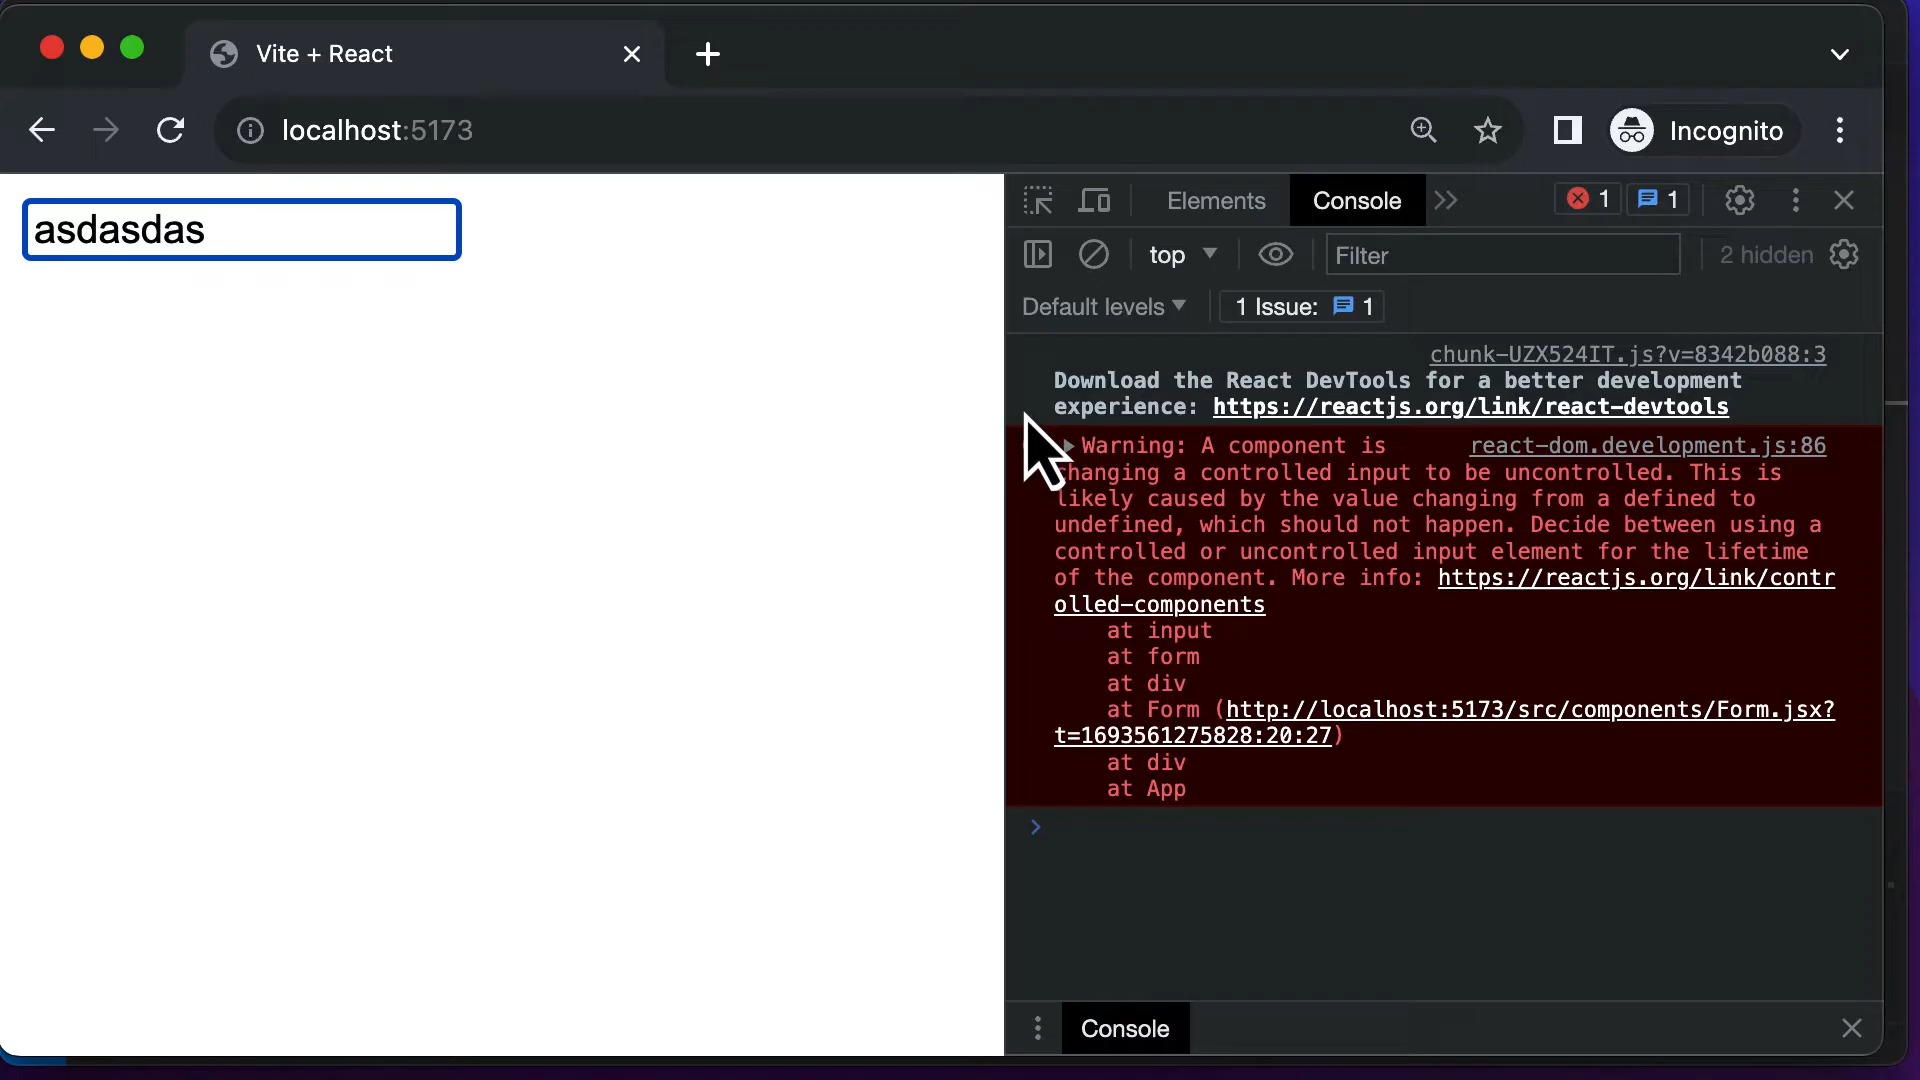 Vite + React
localhost:5173
Incognito
asdasdas
Elements
Console
1
1
top
Filter
2 hidden
Default levels
1 Issue:
1
chunk-UZX524IT.js?v=8342b088:3
Download the React DevTools for a better development
experience: https://reactjs.org/link/react-devtools
Warning: A component is
react-dom.development.js:86
changing a controlled input to be uncontrolled. This is
likely caused by the value changing from a defined to
undefined, which should not happen. Decide between using a
controlled or uncontrolled input element for the lifetime
of the component. More info: https://reactjs.org/link/contr
olled-components
at input
at form
at div
at Form (http://localhost:5173/src/components/Form.jsx?
t=1693561275828:20:27)
at div
at App
Console